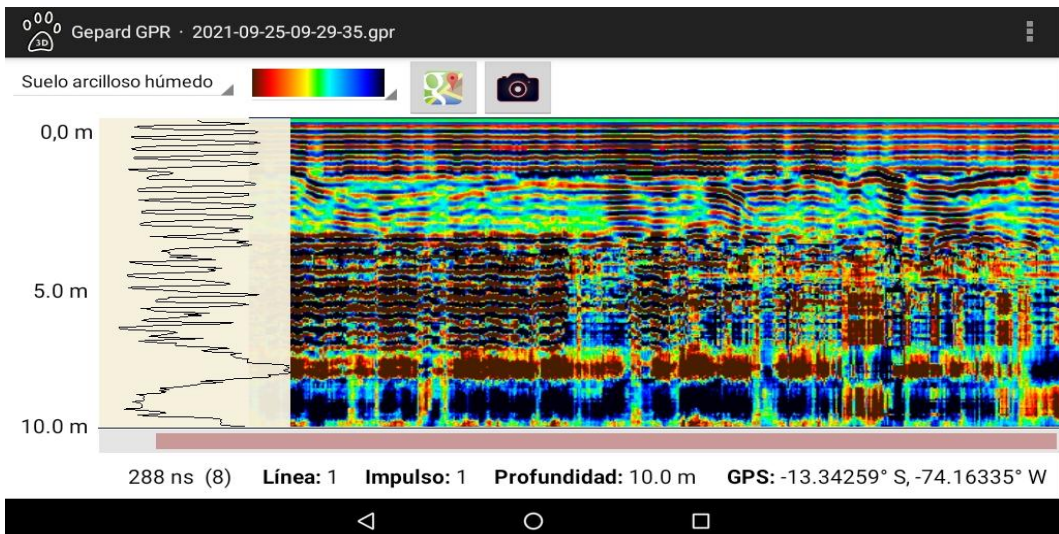 3D
Gepard GPR · 2021-09-25-09-29-35.gpr
Suelo arcilloso húmedo
0,0 m
5.0 m
10.0 m
288 ns (8) Línea: 1 Impulso: 1 Profundidad: 10.0 m GPS: -13.34259° S, -74.16335° W